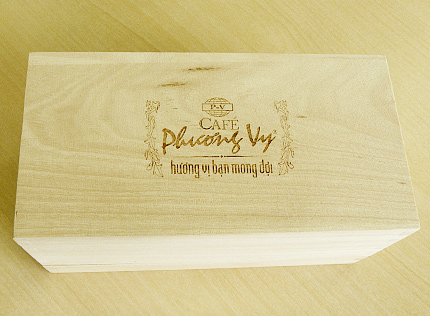 P&V
CAFÉ
Phương Vy
hương vị bạn mong đợi